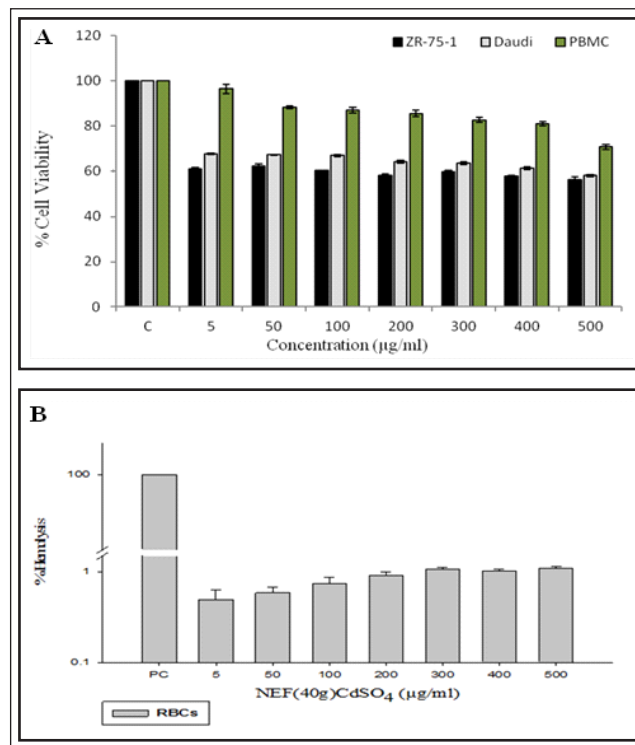 A
ZR-75-1 Daudi PBMC
120
100
80
60
40
20
0
% Cell Viability
C 5 50 100 200 300 400 500
Concentration (µg/ml)
B
100
1
0.1
%Hemolysis
PC 5 50 100 200 300 400 500
NEF(40g)CdSO4 (µg/ml)
RBCs